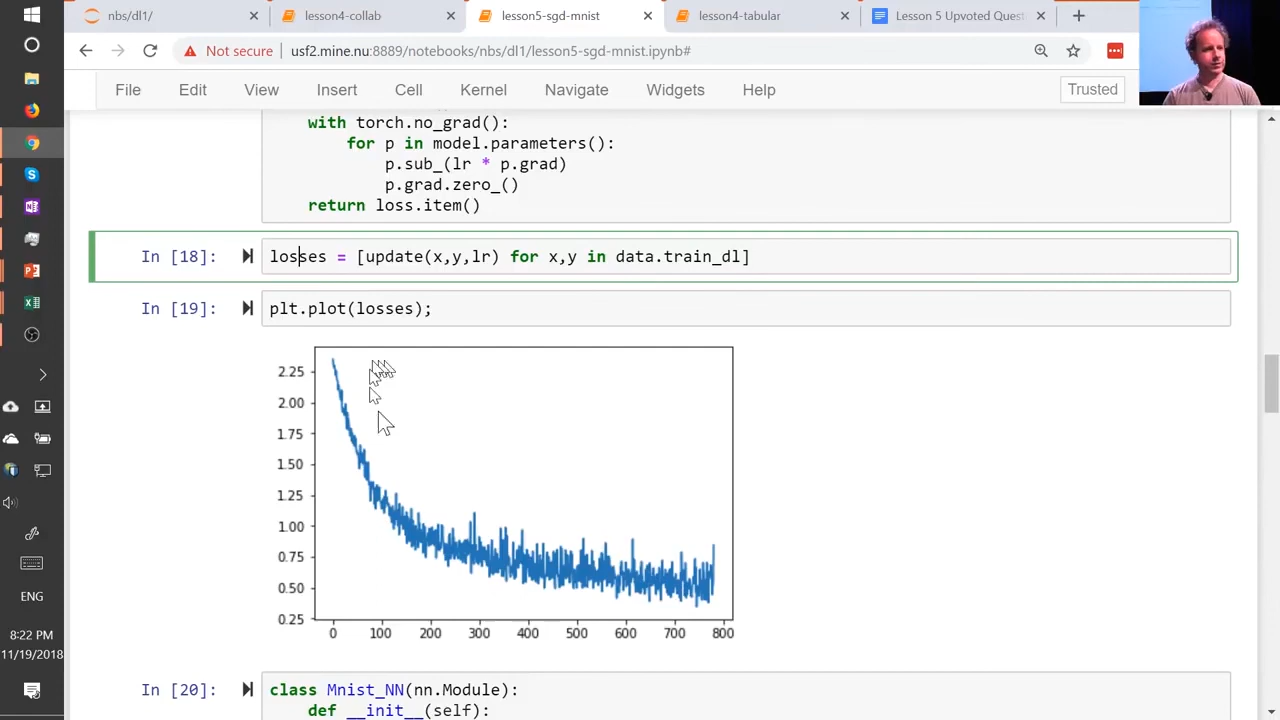 nbs/dl1/
lesson4-collab
lesson5-sgd-mnist
lesson4-tabular
Lesson 5 Upvoted Quest
Not secure
usf2.mine.nu:8889/notebooks/nbs/dl1/lesson5-sgd-mnist.ipynb#
File Edit View Insert Cell Kernel Navigate Widgets Help
Trusted
with torch.no_grad():
for p in model.parameters():
p.sub_(lr * p.grad)
p.grad.zero_()
return loss.item()
In [18]: losses = [update(x,y,lr) for x,y in data.train_dl]
In [19]: plt.plot(losses);
2.25
2.00
1.75
1.50
1.25
1.00
0.75
0.50
0.25
0 100 200 300 400 500 600 700 800
In [20]: class Mnist_NN(nn.Module):
def __init__(self):
ENG
8:22 PM
11/19/2018